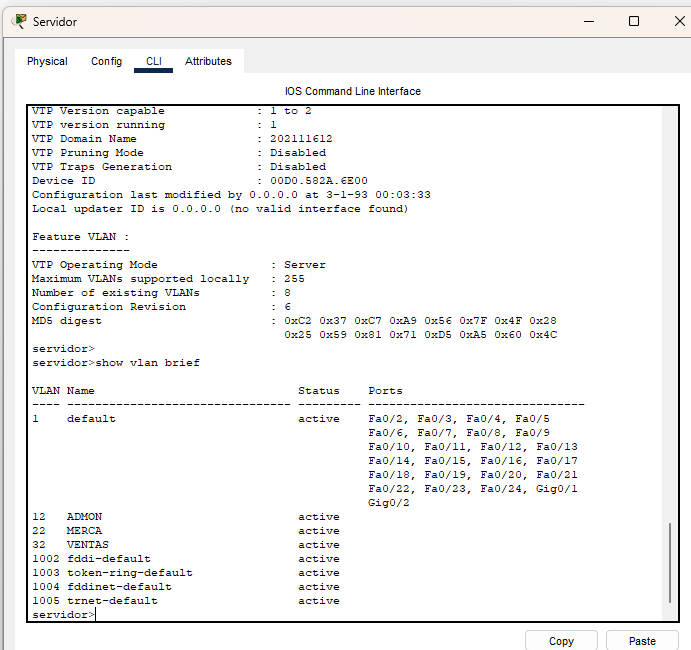 Servidor
Physical Config CLI Attributes
IOS Command Line Interface
VTP Version capable : 1 to 2
VTP version running : 1
VTP Domain Name : 202111612
VTP Pruning Mode : Disabled
VTP Traps Generation : Disabled
Device ID : 00D0.582A.6E00
Configuration last modified by 0.0.0.0 at 3-1-93 00:03:33
Local updater ID is 0.0.0.0 (no valid interface found)
Feature VLAN :
--------------
VTP Operating Mode : Server
Maximum VLANs supported locally : 255
Number of existing VLANs : 8
Configuration Revision : 6
MD5 digest : 0xC2 0x37 0xC7 0xA9 0x56 0x7F 0x4F 0x28
0x25 0x59 0x81 0x71 0xD5 0xA5 0x60 0x4C
servidor>
servidor>show vlan brief
VLAN Name Status Ports
---- -------------------------------- --------- -------------------------------
1 default active Fa0/2, Fa0/3, Fa0/4, Fa0/5
Fa0/6, Fa0/7, Fa0/8, Fa0/9
Fa0/10, Fa0/11, Fa0/12, Fa0/13
Fa0/14, Fa0/15, Fa0/16, Fa0/17
Fa0/18, Fa0/19, Fa0/20, Fa0/21
Fa0/22, Fa0/23, Fa0/24, Gig0/1
Gig0/2
12 ADMON active
22 MERCA active
32 VENTAS active
1002 fddi-default active
1003 token-ring-default active
1004 fddinet-default active
1005 trnet-default active
servidor>
Copy Paste